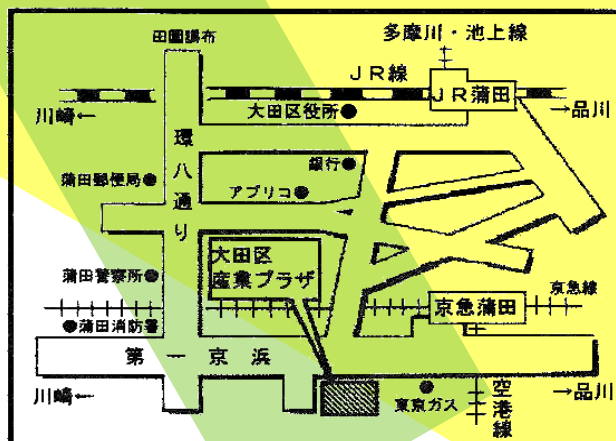 田園調布
多摩川・池上線
JR線
JR蒲田
川崎←
大田区役所
→品川
環八通り
銀行
蒲田郵便局
アプリコ
大田区
産業プラザ
蒲田警察所
京急蒲田
京急線
蒲田消防署
第一京浜
川崎←
東京ガス
空港線
→品川